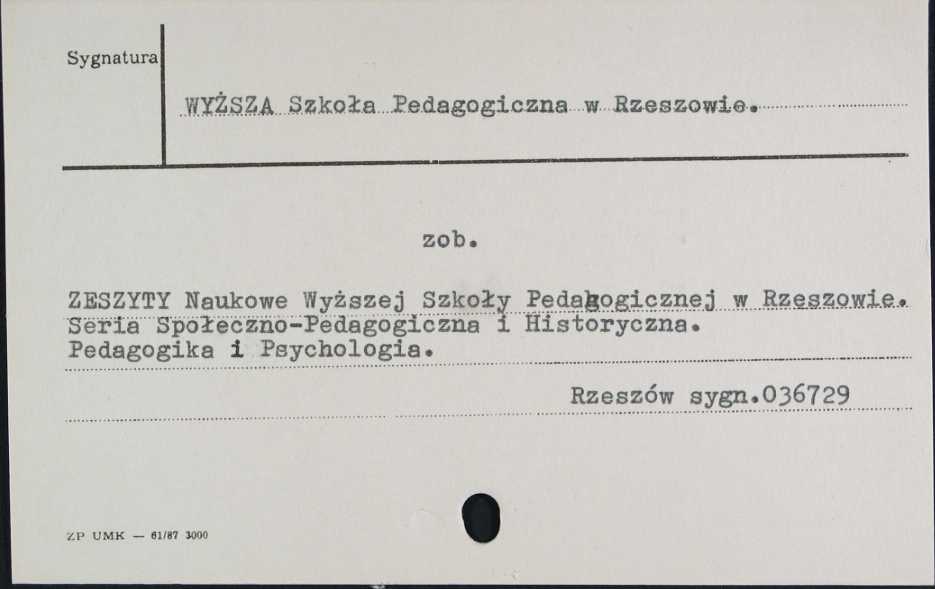 Sygnatura
WYŻSZA Szkoła Pedagogiczna w Rzeszowie.
zob.
ZESZYTY Naukowe Wyższej Szkoły Pedagogicznej w Rzeszowie.
Seria Społeczno-Pedagogiczna i Historyczna.
Pedagogika i Psychologia.
Rzeszów sygn.036729
ZP UMK — 61/87 3000